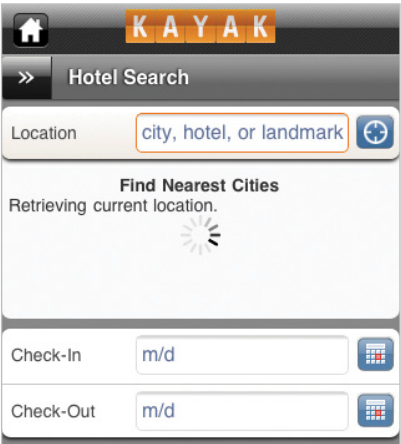 KAYAK
» Hotel Search
Location city, hotel, or landmark
Find Nearest Cities
Retrieving current location.
Check-In m/d
Check-Out m/d